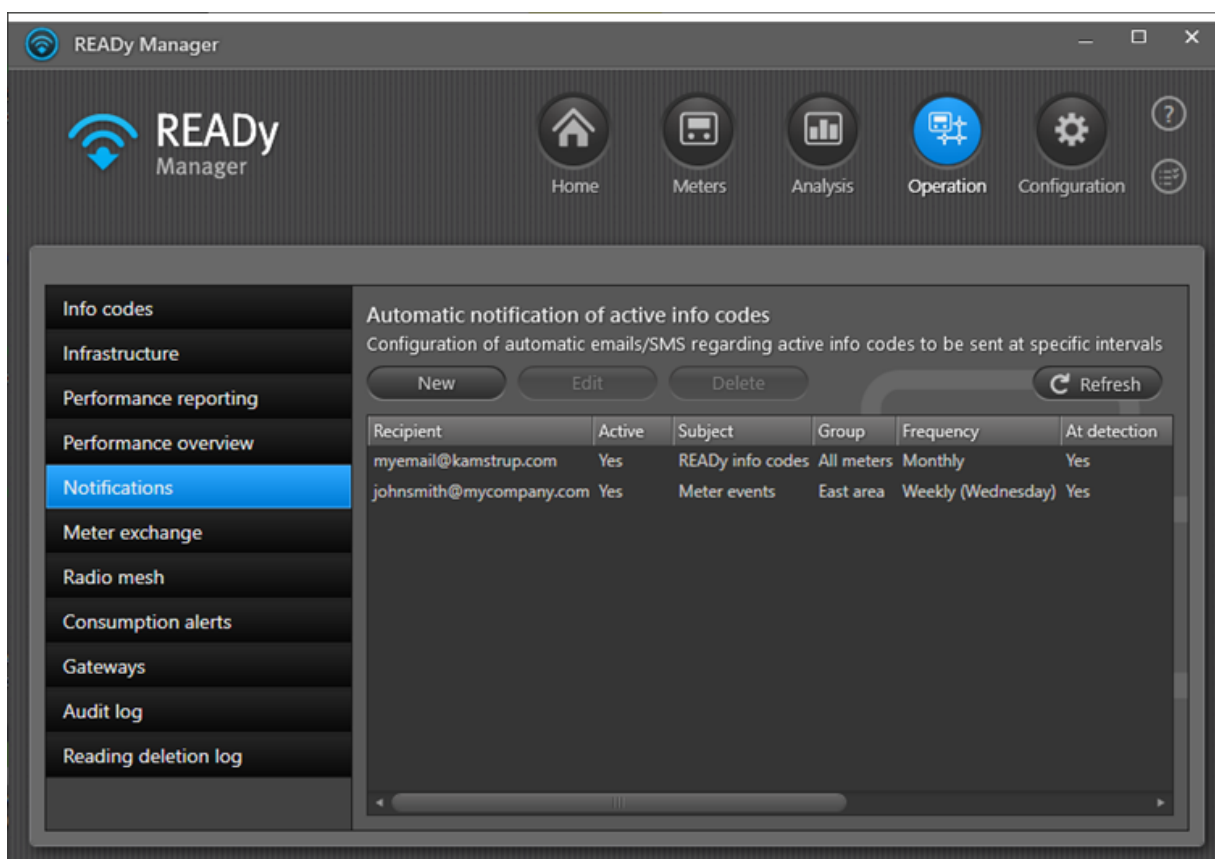 READy Manager
READy
Manager
Home
Meters
Analysis
Operation
Configuration
?
Info codes
Infrastructure
Performance reporting
Performance overview
Notifications
Meter exchange
Radio mesh
Consumption alerts
Gateways
Audit log
Reading deletion log
Automatic notification of active info codes
Configuration of automatic emails/SMS regarding active info codes to be sent at specific intervals
New Edit Delete Refresh
Recipient Active Subject Group Frequency At detection
myemail@kamstrup.com Yes READy info codes All meters Monthly Yes
johnsmith@mycompany.com Yes Meter events East area Weekly (Wednesday) Yes